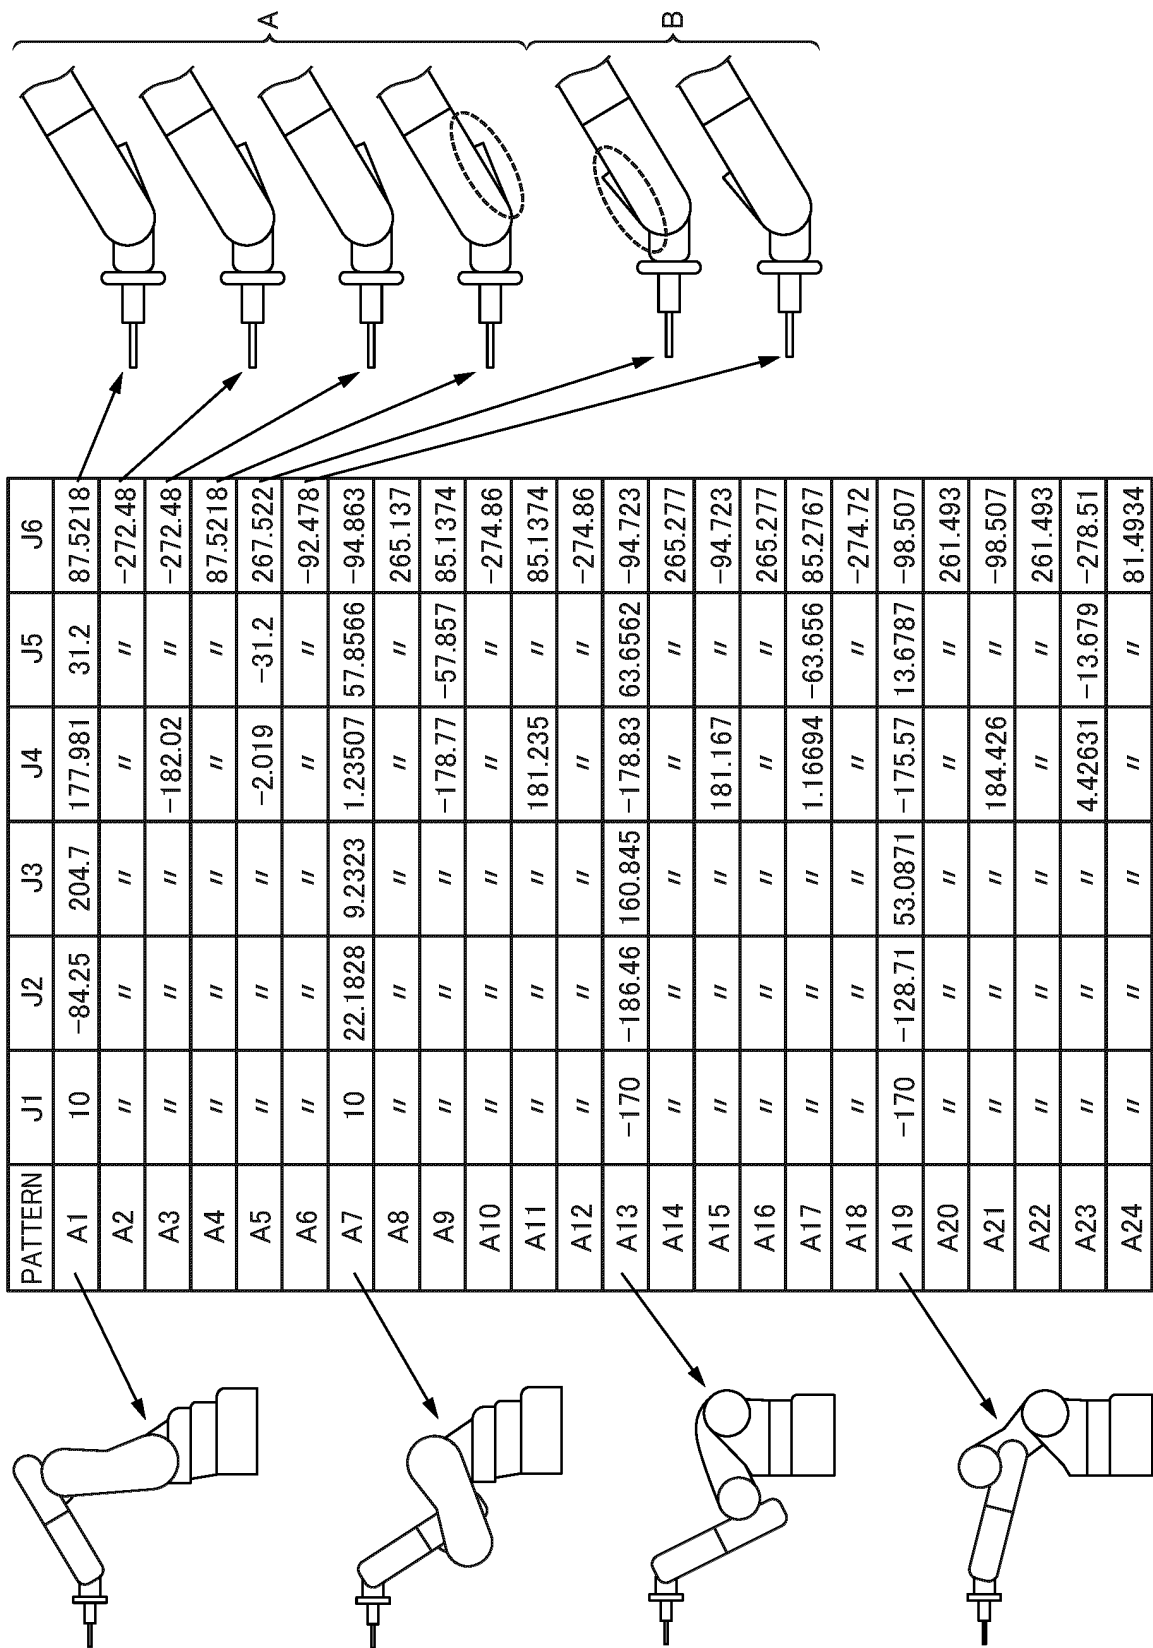 PATTERN J1 J2 J3 J4 J5 J6
A1 10 −84.25 204.7 177.981 31.2 87.5218
A2 〃 〃 〃 〃 〃 −272.48
A3 〃 〃 〃 −182.02 〃 −272.48
A4 〃 〃 〃 〃 〃 87.5218
A5 〃 〃 〃 −2.019 −31.2 267.522
A6 〃 〃 〃 〃 〃 −92.478
A7 10 22.1828 9.2323 1.23507 57.8566 −94.863
A8 〃 〃 〃 〃 〃 265.137
A9 〃 〃 〃 −178.77 −57.857 85.1374
A10 〃 〃 〃 〃 〃 −274.86
A11 〃 〃 〃 181.235 〃 85.1374
A12 〃 〃 〃 〃 〃 −274.86
A13 −170 −186.46 160.845 −178.83 63.6562 −94.723
A14 〃 〃 〃 〃 〃 265.277
A15 〃 〃 〃 181.167 〃 −94.723
A16 〃 〃 〃 〃 〃 265.277
A17 〃 〃 〃 1.16694 −63.656 85.2767
A18 〃 〃 〃 〃 〃 −274.72
A19 −170 −128.71 53.0871 −175.57 13.6787 −98.507
A20 〃 〃 〃 〃 〃 261.493
A21 〃 〃 〃 184.426 〃 −98.507
A22 〃 〃 〃 〃 〃 261.493
A23 〃 〃 〃 4.42631 −13.679 −278.51
A24 〃 〃 〃 〃 〃 81.4934
A
B